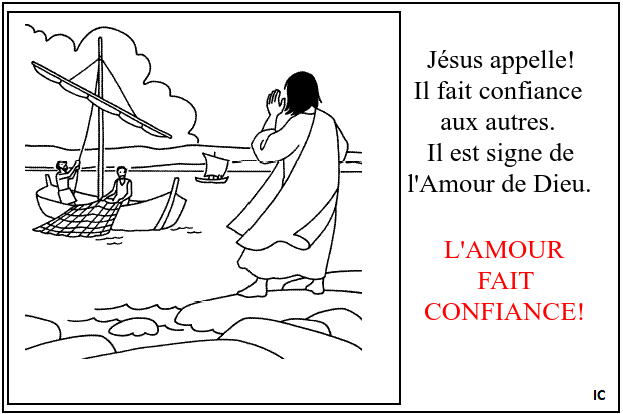 Jésus appelle!
Il fait confiance
aux autres.
Il est signe de
l'Amour de Dieu.
L'AMOUR
FAIT
CONFIANCE!
IC